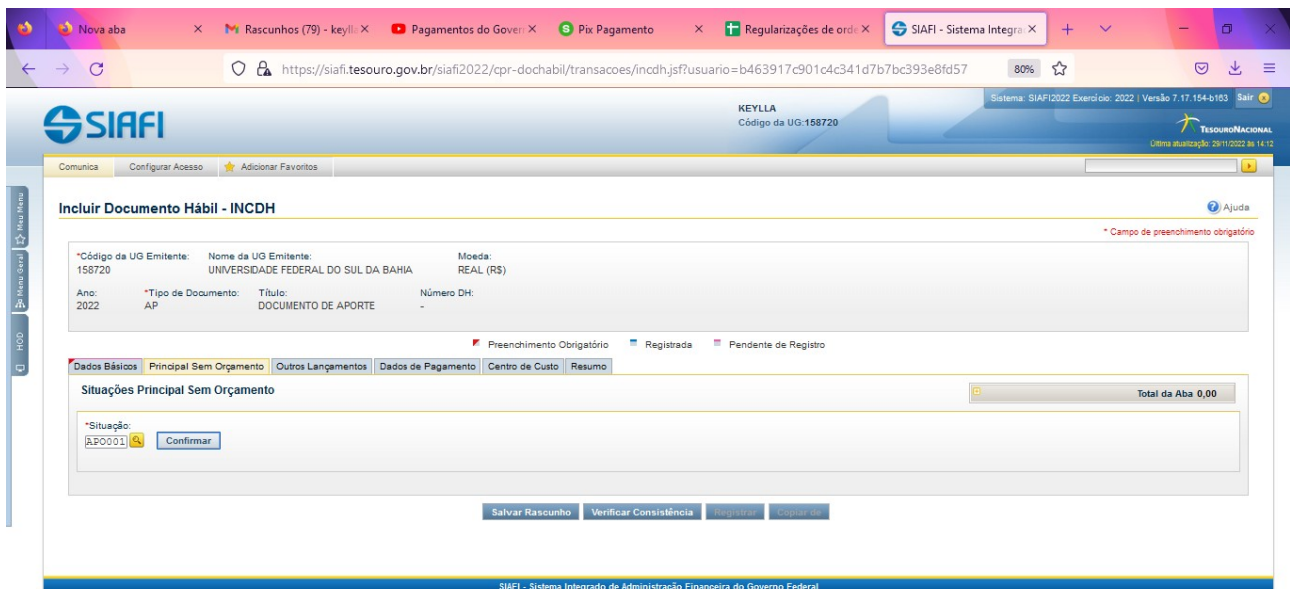 Nova aba
Rascunhos (79) - keylla
Pagamentos do Govern
Pix Pagamento
Regularizações de orde
SIAFI - Sistema Integrad
https://siafi.tesouro.gov.br/siafi2022/cpr-dochabil/transacoes/incdh.jsf?usuario=b463917c901c4c341d7b7bc393e8fd57
80%
SIAFI
KEYLLA
Código da UG:158720
Sistema: SIAFI2022 Exercício: 2022 | Versão 7.17.154-b163 Sair
TESOURONACIONAL
Última atualização: 29/11/2022 às 14:12
Comunica Configurar Acesso Adicionar Favoritos
Meu Menu
Menu Geral
HOD
Incluir Documento Hábil - INCDH
Ajuda
* Campo de preenchimento obrigatório
*Código da UG Emitente: Nome da UG Emitente: Moeda:
158720 UNIVERSIDADE FEDERAL DO SUL DA BAHIA REAL (R$)
Ano: *Tipo de Documento: Título: Número DH:
2022 AP DOCUMENTO DE APORTE -
Preenchimento Obrigatório Registrada Pendente de Registro
Dados Básicos Principal Sem Orçamento Outros Lançamentos Dados de Pagamento Centro de Custo Resumo
Situações Principal Sem Orçamento
Total da Aba 0,00
*Situação:
APO001 Confirmar
Salvar Rascunho Verificar Consistência Registrar Copiar de
SIAFI - Sistema Integrado de Administração Financeira do Governo Federal